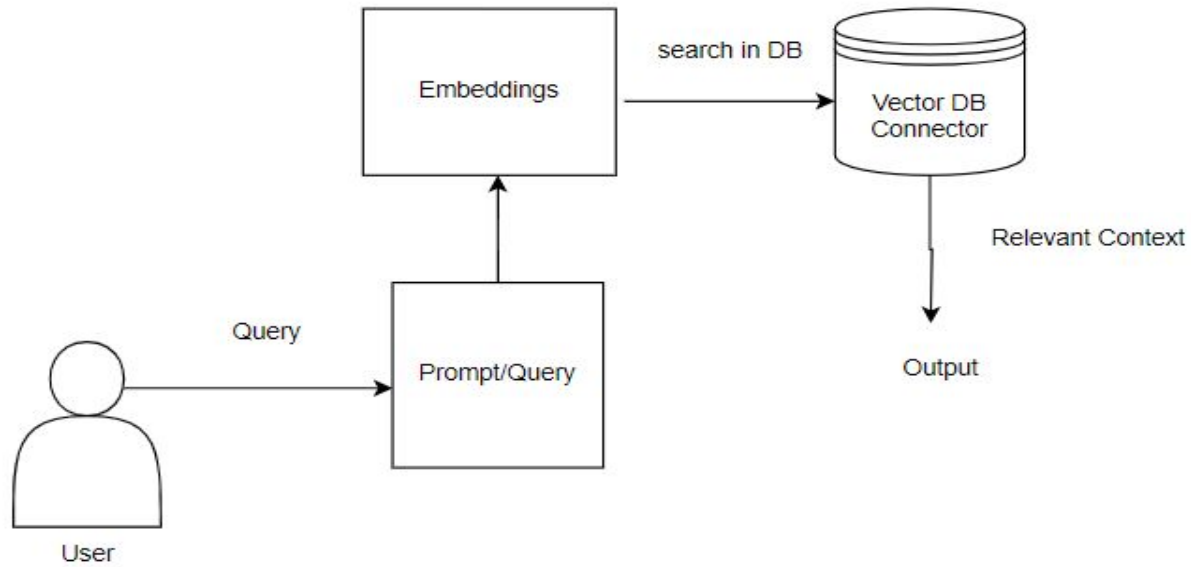 Embeddings
search in DB
Vector DB
Connector
Relevant Context
Query
Prompt/Query
Output
User